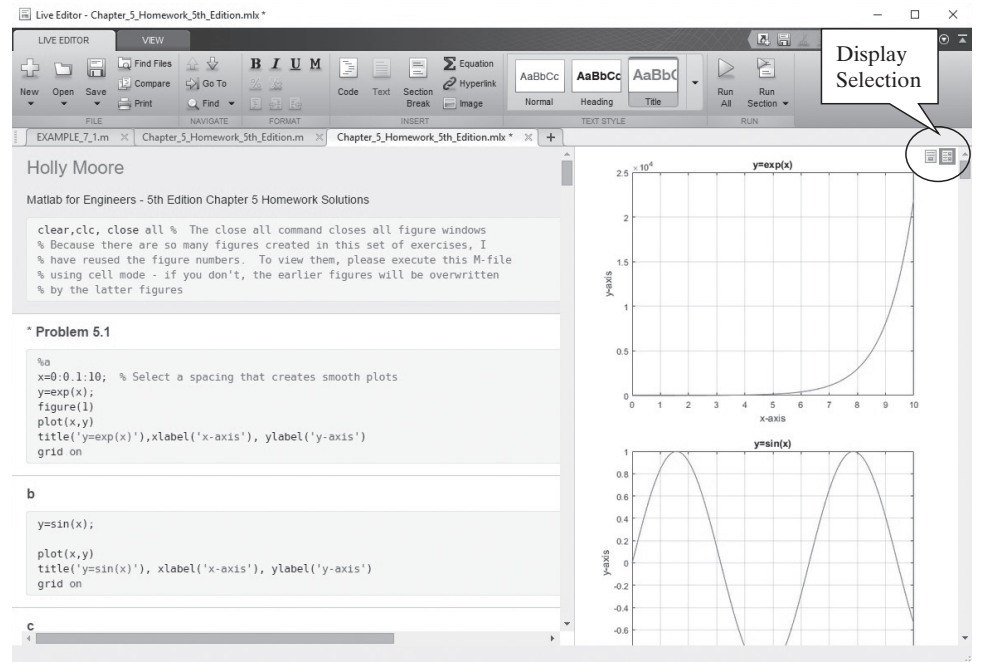 Live Editor - Chapter_5_Homework_5th_Edition.mlx *
LIVE EDITOR
VIEW
Display
Selection
New
Open
Save
Find Files
Compare
Print
Go To
Find
B I U M
Code
Text
Section
Break
Equation
Hyperlink
Image
AaBbCc
Normal
AaBbCc
Heading
AaBb(
Title
Run
All
Run
Section
FILE
NAVIGATE
FORMAT
INSERT
TEXT STYLE
RUN
EXAMPLE_7_1.m
Chapter_5_Homework_5th_Edition.m
Chapter_5_Homework_5th_Edition.mlx *
+
Holly Moore
Matlab for Engineers - 5th Edition Chapter 5 Homework Solutions
clear,clc, close all % The close all command closes all figure windows
% Because there are so many figures created in this set of exercises, I
% have reused the figure numbers. To view them, please execute this M-file
% using cell mode - if you don't, the earlier figures will be overwritten
% by the latter figures
* Problem 5.1
%a
x=0:0.1:10; % Select a spacing that creates smooth plots
y=exp(x);
figure(1)
plot(x,y)
title('y=exp(x)'),xlabel('x-axis'), ylabel('y-axis')
grid on
b
y=sin(x);
plot(x,y)
title('y=sin(x)'), xlabel('x-axis'), ylabel('y-axis')
grid on
c
y=exp(x)
× 10⁴
2.5
2
1.5
1
0.5
0
y-axis
0 1 2 3 4 5 6 7 8 9 10
x-axis
y=sin(x)
1
0.8
0.6
0.4
0.2
0
-0.2
-0.4
-0.6
y-axis